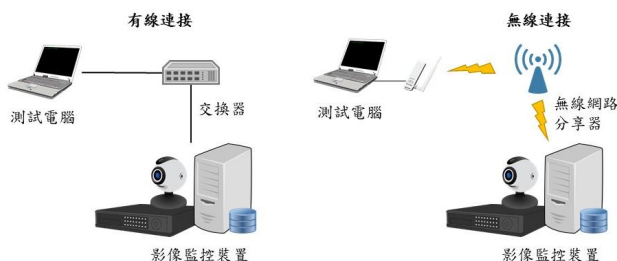 有線連接
測試電腦
交換器
影像監控裝置
無線連接
測試電腦
無線網路
分享器
影像監控裝置